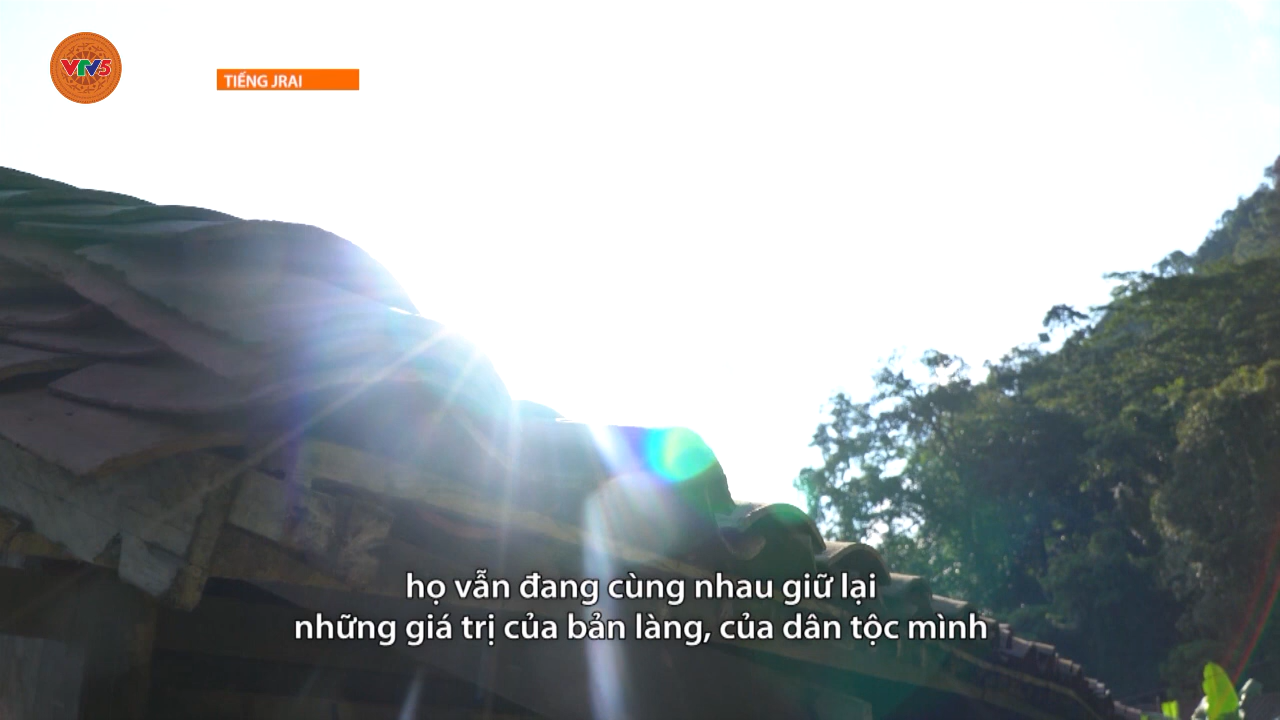 VTV5
TIẾNG JRAI
họ vẫn đang cùng nhau giữ lại
những giá trị của bản làng, của dân tộc mình